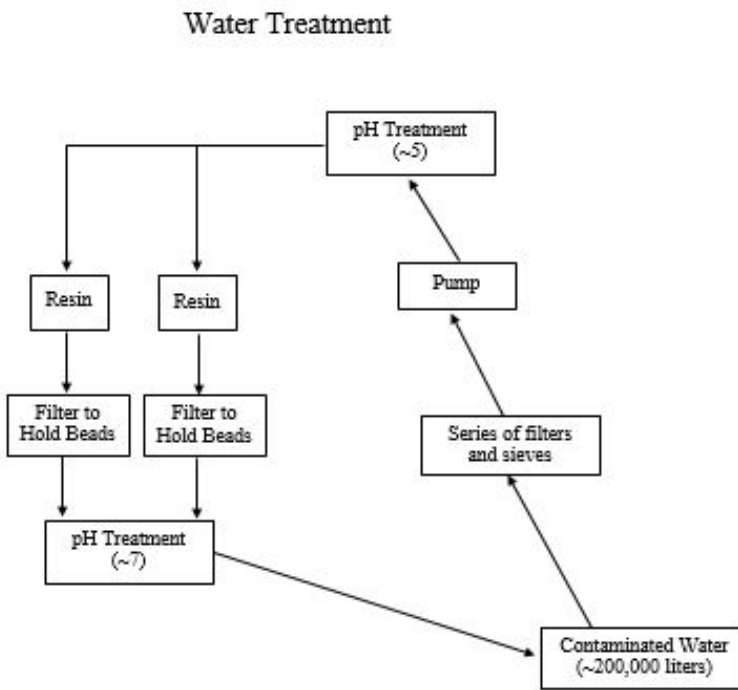 Water Treatment
pH Treatment
(~5)
Resin
Resin
Pump
Filter to
Hold Beads
Filter to
Hold Beads
Series of filters
and sieves
pH Treatment
(~7)
Contaminated Water
(~200,000 liters)